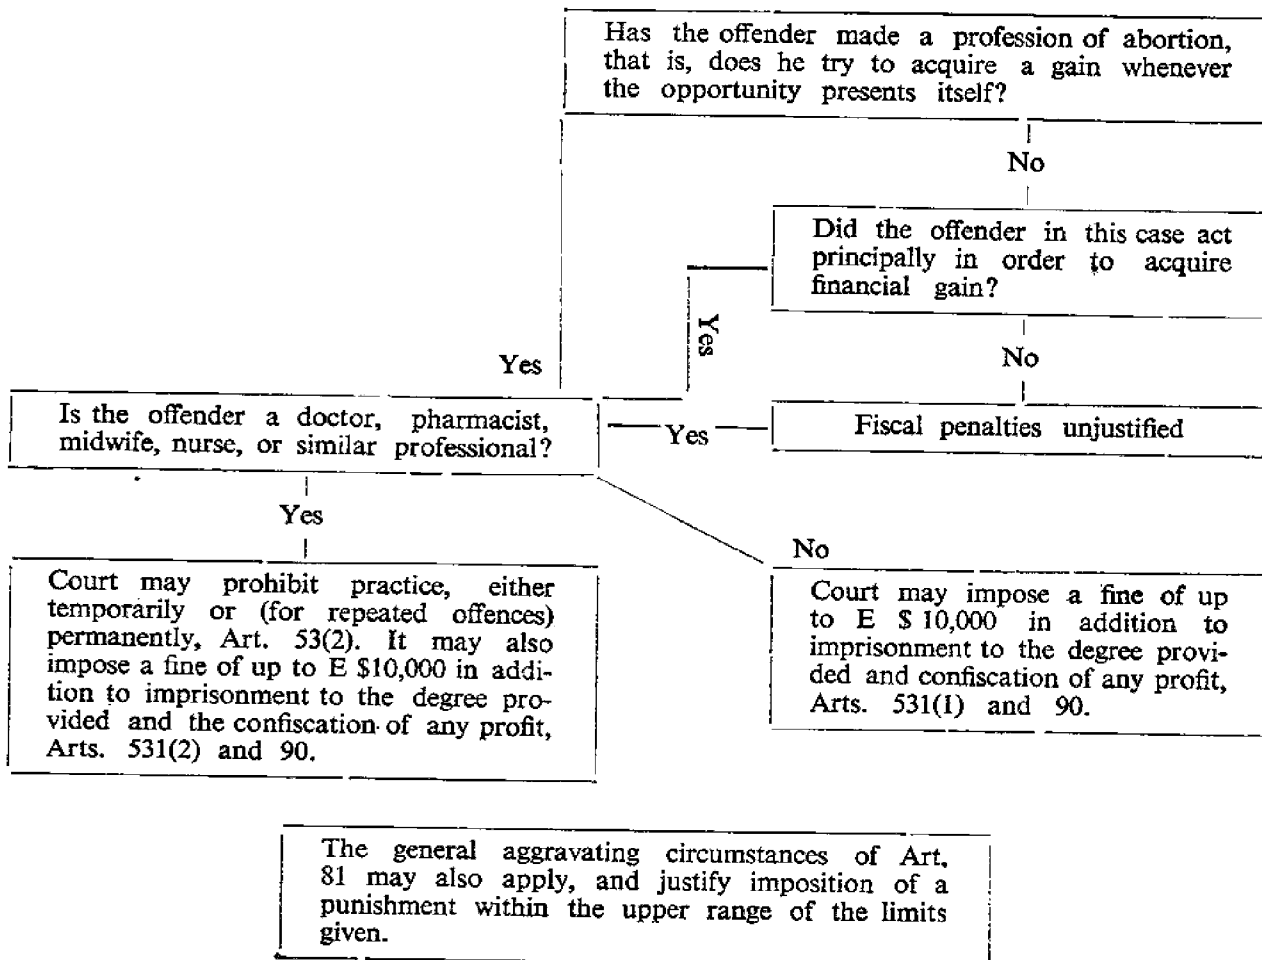 Has the offender made a profession of abortion,
that is, does he try to acquire a gain whenever
the opportunity presents itself?
No
Did the offender in this case act
principally in order to acquire
financial gain?
Yes
No
Yes
Is the offender a doctor, pharmacist,
midwife, nurse, or similar professional?
Yes
Fiscal penalties unjustified
Yes
No
Court may prohibit practice, either
temporarily or (for repeated offences)
permanently, Art. 53(2). It may also
impose a fine of up to E $10,000 in addi-
tion to imprisonment to the degree pro-
vided and the confiscation of any profit,
Arts. 531(2) and 90.
Court may impose a fine of up
to E $ 10,000 in addition to
imprisonment to the degree provi-
ded and confiscation of any profit,
Arts. 531(1) and 90.
The general aggravating circumstances of Art.
81 may also apply, and justify imposition of a
punishment within the upper range of the limits
given.